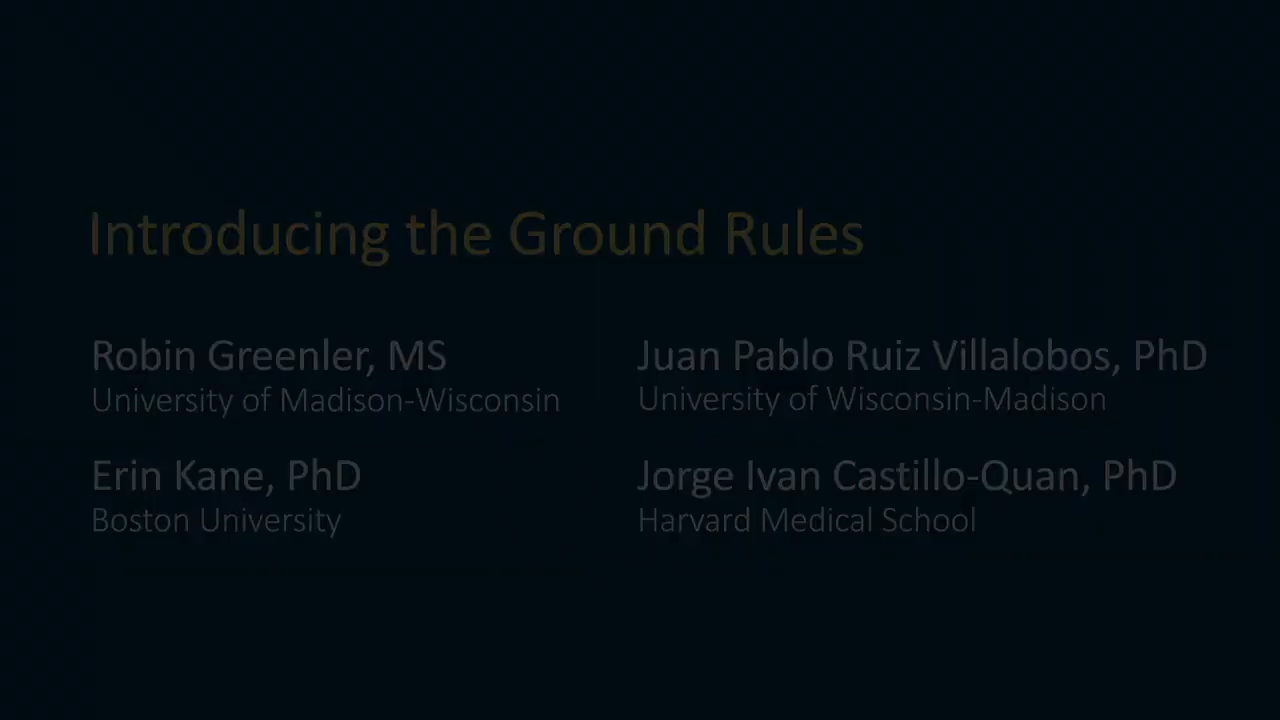 Introducing the Ground Rules
Robin Greenler, MS
University of Madison-Wisconsin
Erin Kane, PhD
Boston University
Juan Pablo Ruiz Villalobos, PhD
University of Wisconsin-Madison
Jorge Ivan Castillo-Quan, PhD
Harvard Medical School